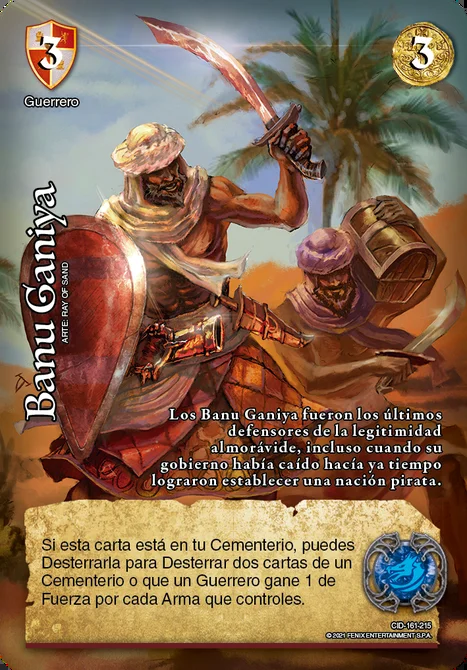 3
3
Guerrero
Banu Ganiya
ARTE: RAY OF SAND
Los Banu Ganiya fueron los últimos
defensores de la legitimidad
almorávide, incluso cuando su
gobierno había caído hacía ya tiempo
lograron establecer una nación pirata.
Si esta carta está en tu Cementerio, puedes
Desterrarla para Desterrar dos cartas de un
Cementerio o que un Guerrero gane 1 de
Fuerza por cada Arma que controles.
CID-161-215
© 2021 FENIX ENTERTAINMENT S.P.A.